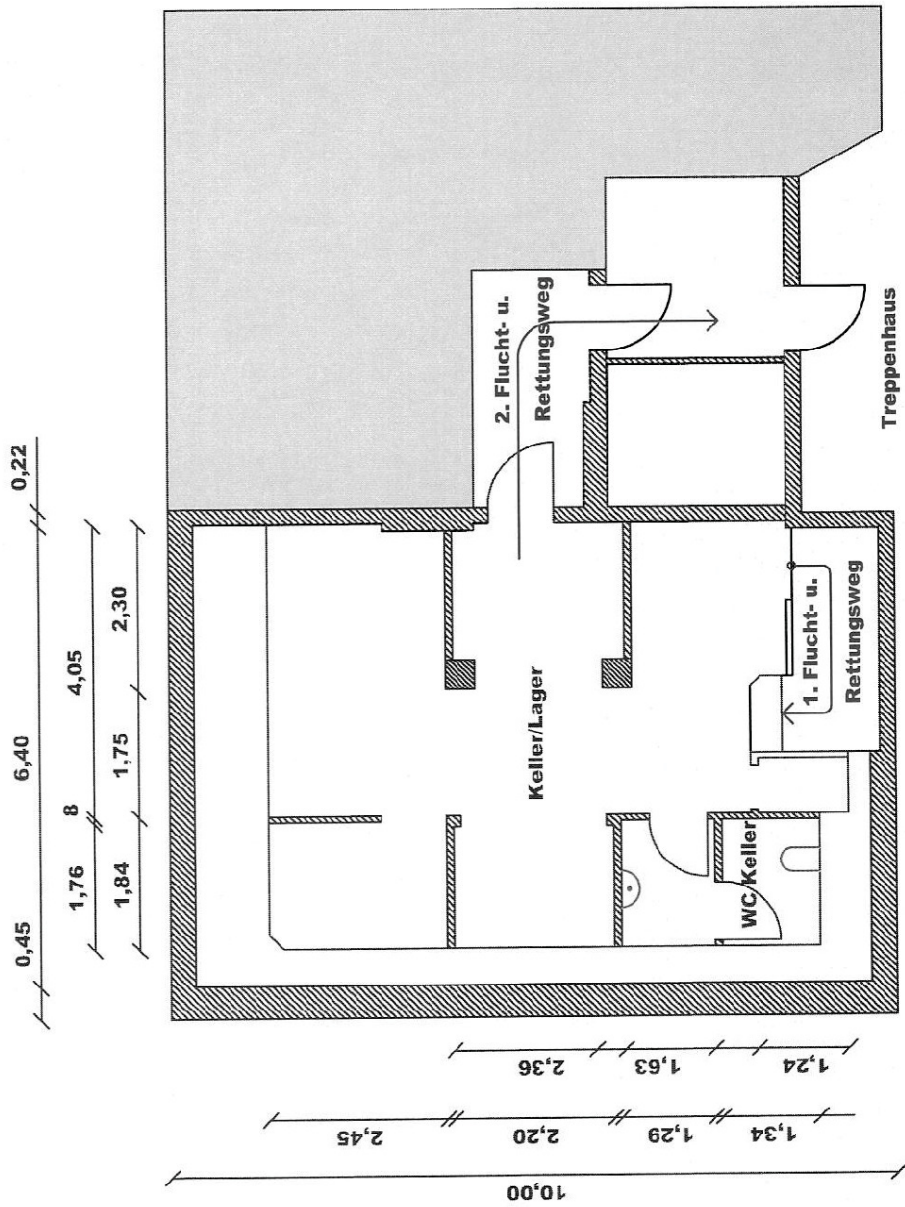 0,45
6,40
0,22
1,76
8
4,05
1,84
1,75
2,30
2. Flucht- u.
Rettungsweg
Keller/Lager
Treppenhaus
1. Flucht- u.
Rettungsweg
WC/Keller
2,36
1,63
1,24
2,45
2,20
1,29
1,34
10,00